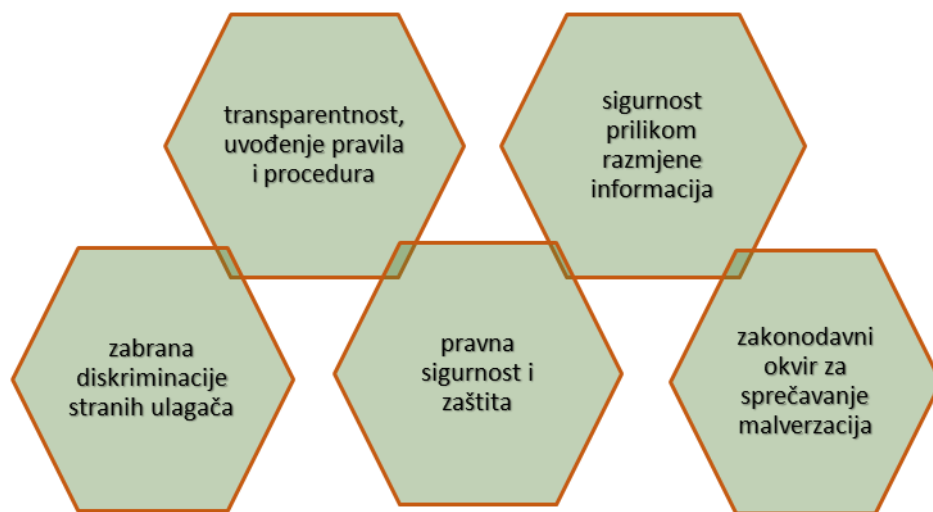 transparentnost,
uvođenje pravila
i procedura
sigurnost
prilikom
razmjene
informacija
zabrana
diskriminacije
stranih ulagača
pravna
sigurnost i
zaštita
zakonodavni
okvir za
sprečavanje
malverzacija